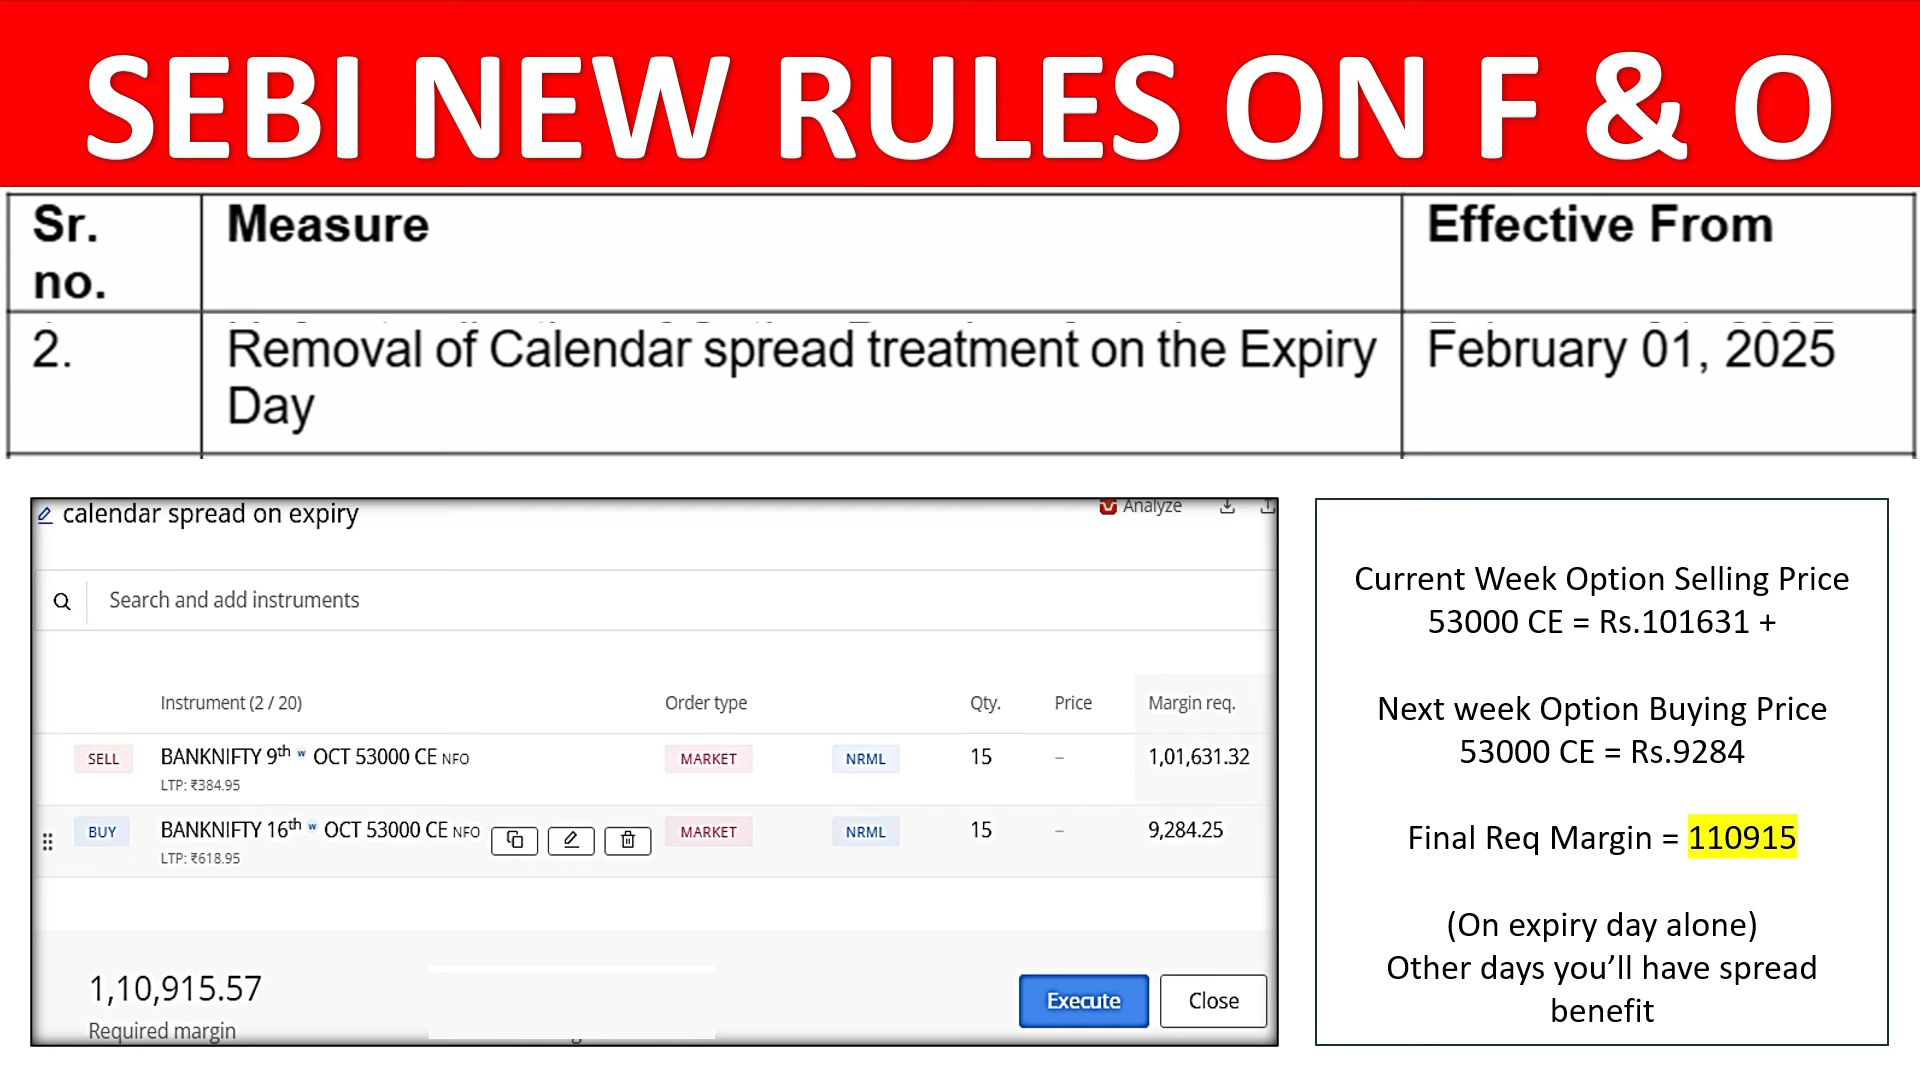 SEBI NEW RULES ON F & O
Sr. no.
Measure
Effective From
2.
Removal of Calendar spread treatment on the Expiry
Day
February 01, 2025
calendar spread on expiry
Analyze
Search and add instruments
Instrument (2 / 20)
Order type
Qty.
Price
Margin req.
SELL
BANKNIFTY 9th w OCT 53000 CE NFO
MARKET
NRML
15
–
1,01,631.32
LTP: ₹384.95
BUY
BANKNIFTY 16th w OCT 53000 CE NFO
MARKET
NRML
15
–
9,284.25
LTP: ₹618.95
1,10,915.57
Required margin
Execute
Close
Current Week Option Selling Price
53000 CE = Rs.101631 +
Next week Option Buying Price
53000 CE = Rs.9284
Final Req Margin = 110915
(On expiry day alone)
Other days you’ll have spread
benefit